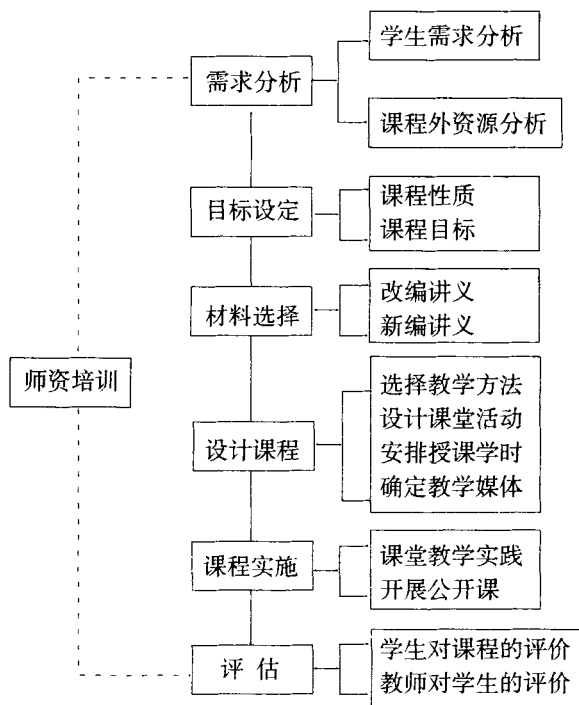 学生需求分析
需求分析
课程外资源分析
目标设定
课程性质
课程目标
材料选择
改编讲义
新编讲义
师资培训
设计课程
选择教学方法
设计课堂活动
安排授课学时
确定教学媒体
课程实施
课堂教学实践
开展公开课
评估
学生对课程的评价
教师对学生的评价